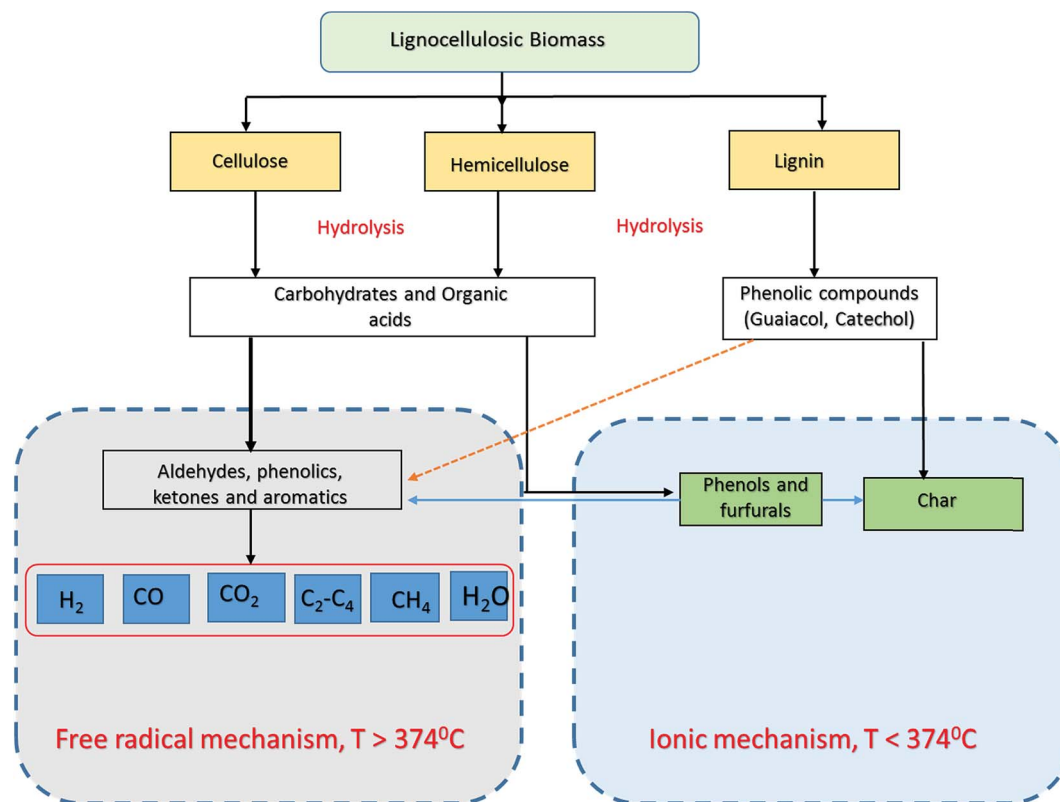 Lignocellulosic Biomass
Cellulose
Hemicellulose
Lignin
Hydrolysis
Hydrolysis
Carbohydrates and Organic
acids
Phenolic compounds
(Guaiacol, Catechol)
Aldehydes, phenolics,
ketones and aromatics
Phenols and
furfurals
Char
H₂
CO
CO₂
C₂-C₄
CH₄
H₂O
Free radical mechanism, T > 374⁰C
Ionic mechanism, T < 374⁰C